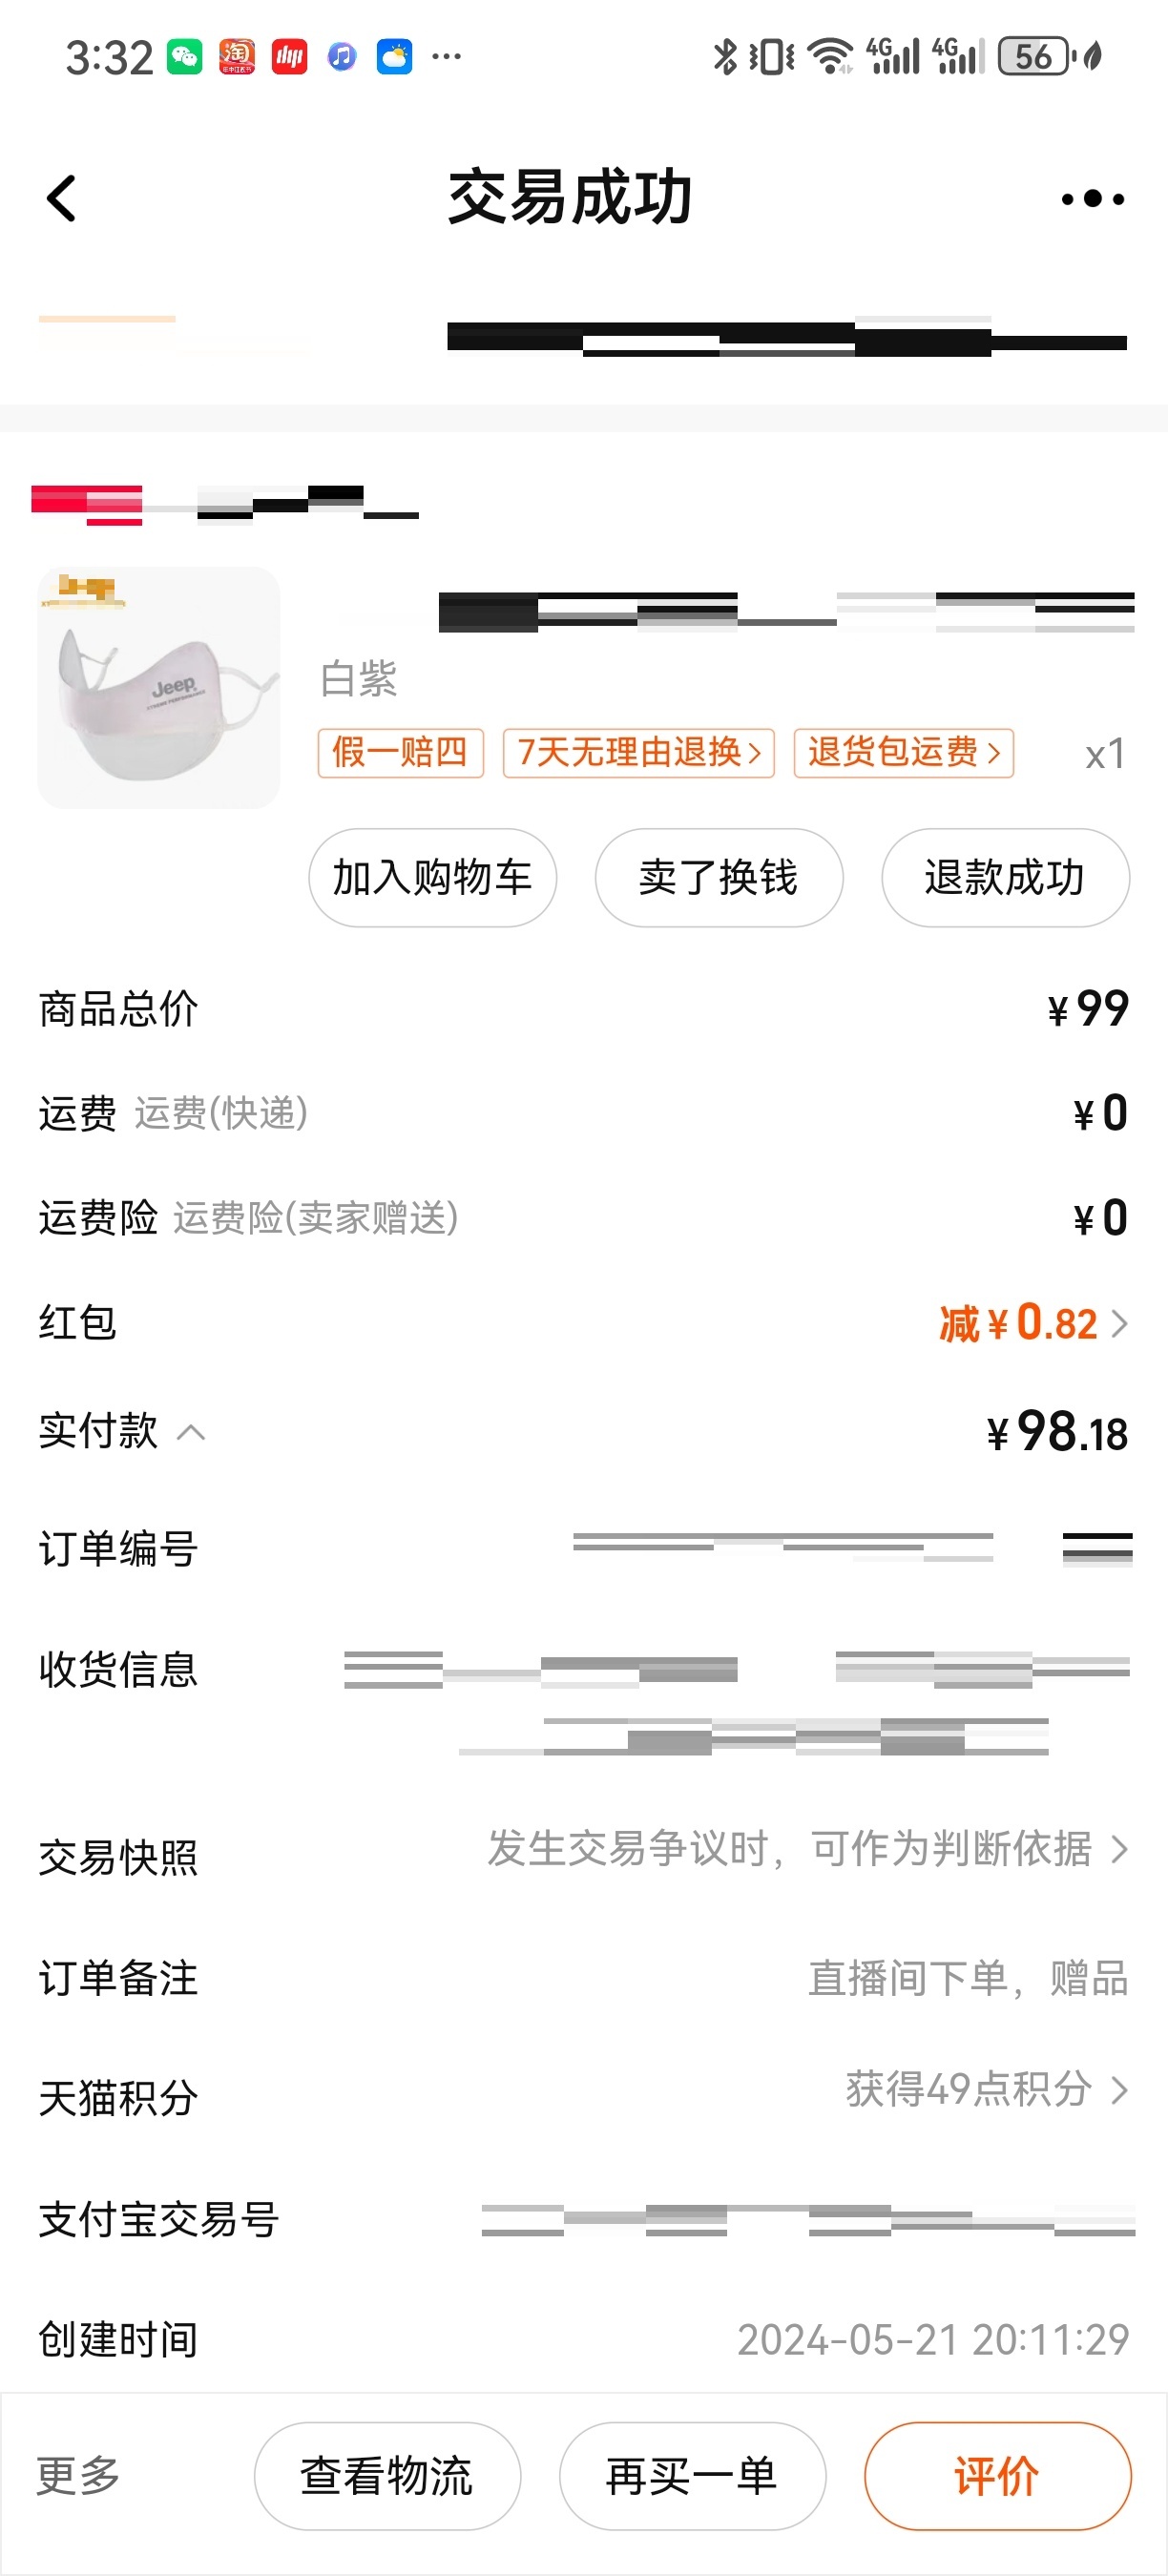 3:32
淘
4G 4G 56
交易成功
Jeep
XTREME PERFORMANCE
白紫
假一赔四 7天无理由退换 退货包运费 x1
加入购物车 卖了换钱 退款成功
商品总价 ¥99
运费 运费(快递) ¥0
运费险 运费险(卖家赠送) ¥0
红包 减¥0.82
实付款 ¥98.18
订单编号
收货信息
交易快照 发生交易争议时，可作为判断依据
订单备注 直播间下单，赠品
天猫积分 获得49点积分
支付宝交易号
创建时间 2024-05-21 20:11:29
更多 查看物流 再买一单 评价